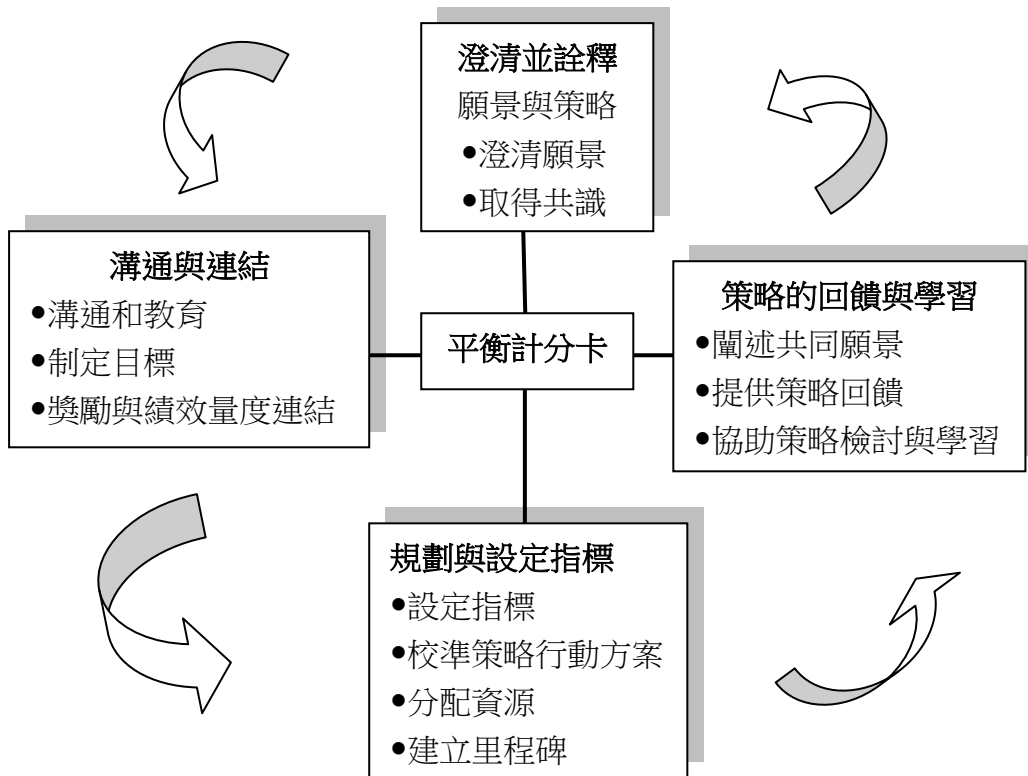 澄清並詮釋
願景與策略
●澄清願景
●取得共識
溝通與連結
●溝通和教育
●制定目標
●獎勵與績效量度連結
平衡計分卡
策略的回饋與學習
●闡述共同願景
●提供策略回饋
●協助策略檢討與學習
規劃與設定指標
●設定指標
●校準策略行動方案
●分配資源
●建立里程碑